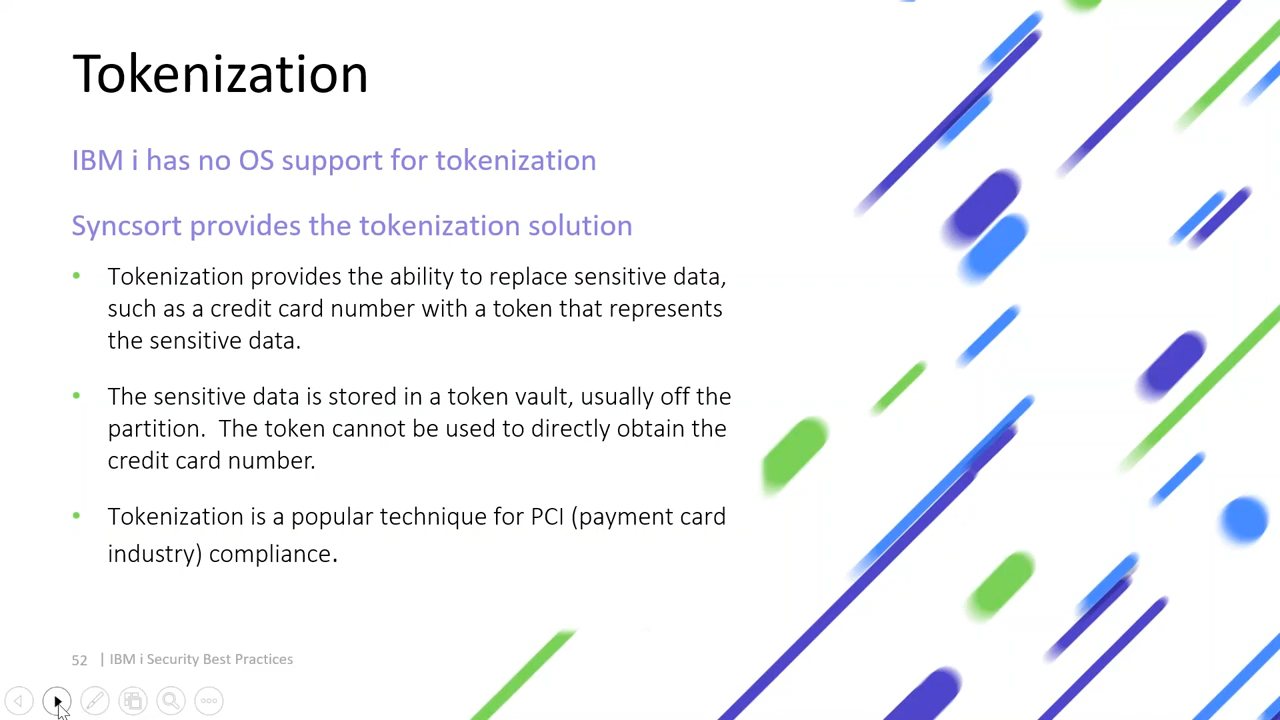 Tokenization
IBM i has no OS support for tokenization
Syncsort provides the tokenization solution
• Tokenization provides the ability to replace sensitive data,
such as a credit card number with a token that represents
the sensitive data.
• The sensitive data is stored in a token vault, usually off the
partition.  The token cannot be used to directly obtain the
credit card number.
• Tokenization is a popular technique for PCI (payment card
industry) compliance.
52 | IBM i Security Best Practices